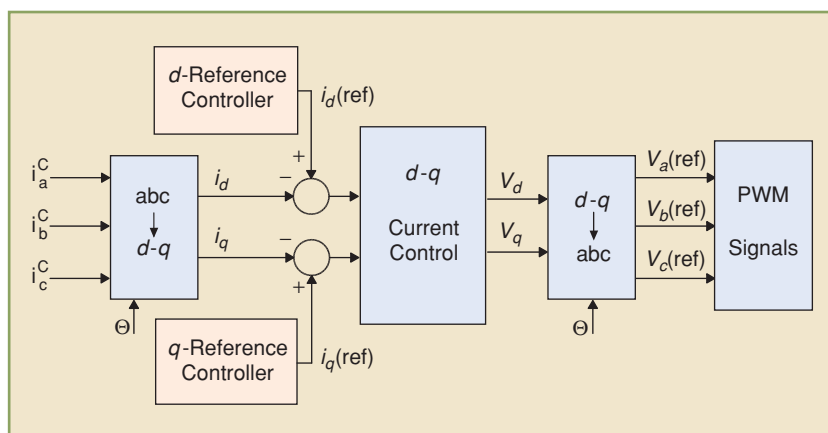 d-Reference
Controller
i_d(ref)
+
i_a^C
i_b^C
i_c^C
abc
d-q
Θ
i_d
i_q
−
−
+
q-Reference
Controller
i_q(ref)
d-q
Current
Control
V_d
V_q
d-q
abc
Θ
V_a(ref)
V_b(ref)
V_c(ref)
PWM
Signals